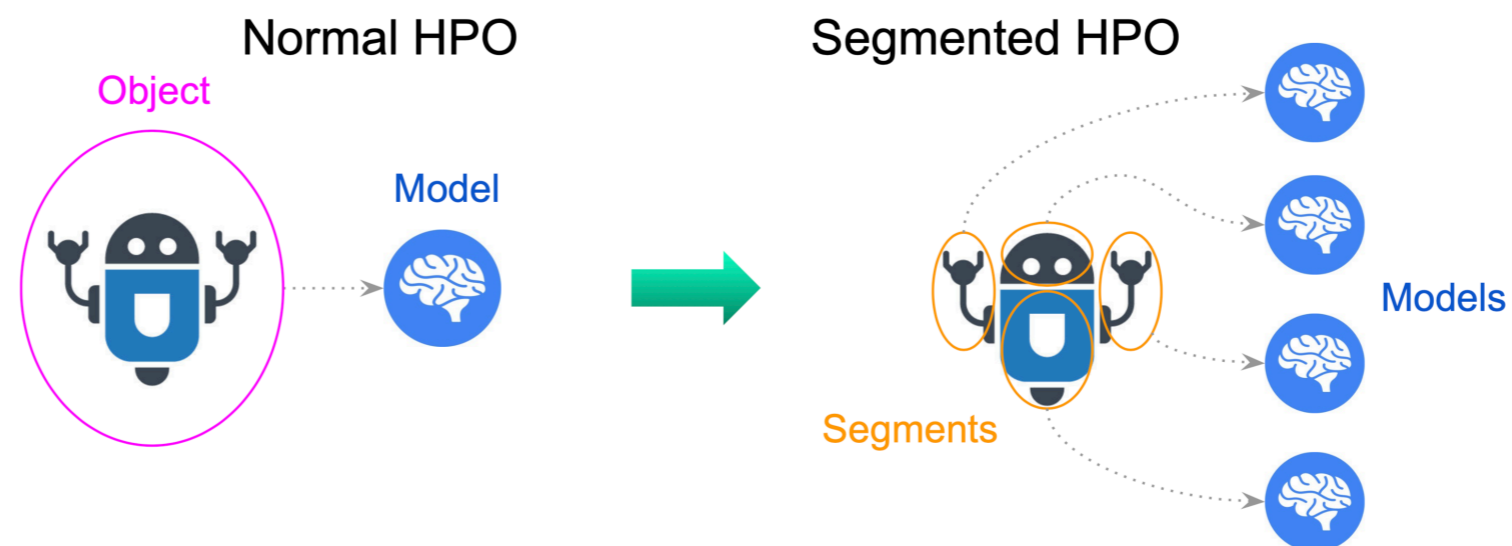 Normal HPO
Segmented HPO
Object
Model
Models
Segments